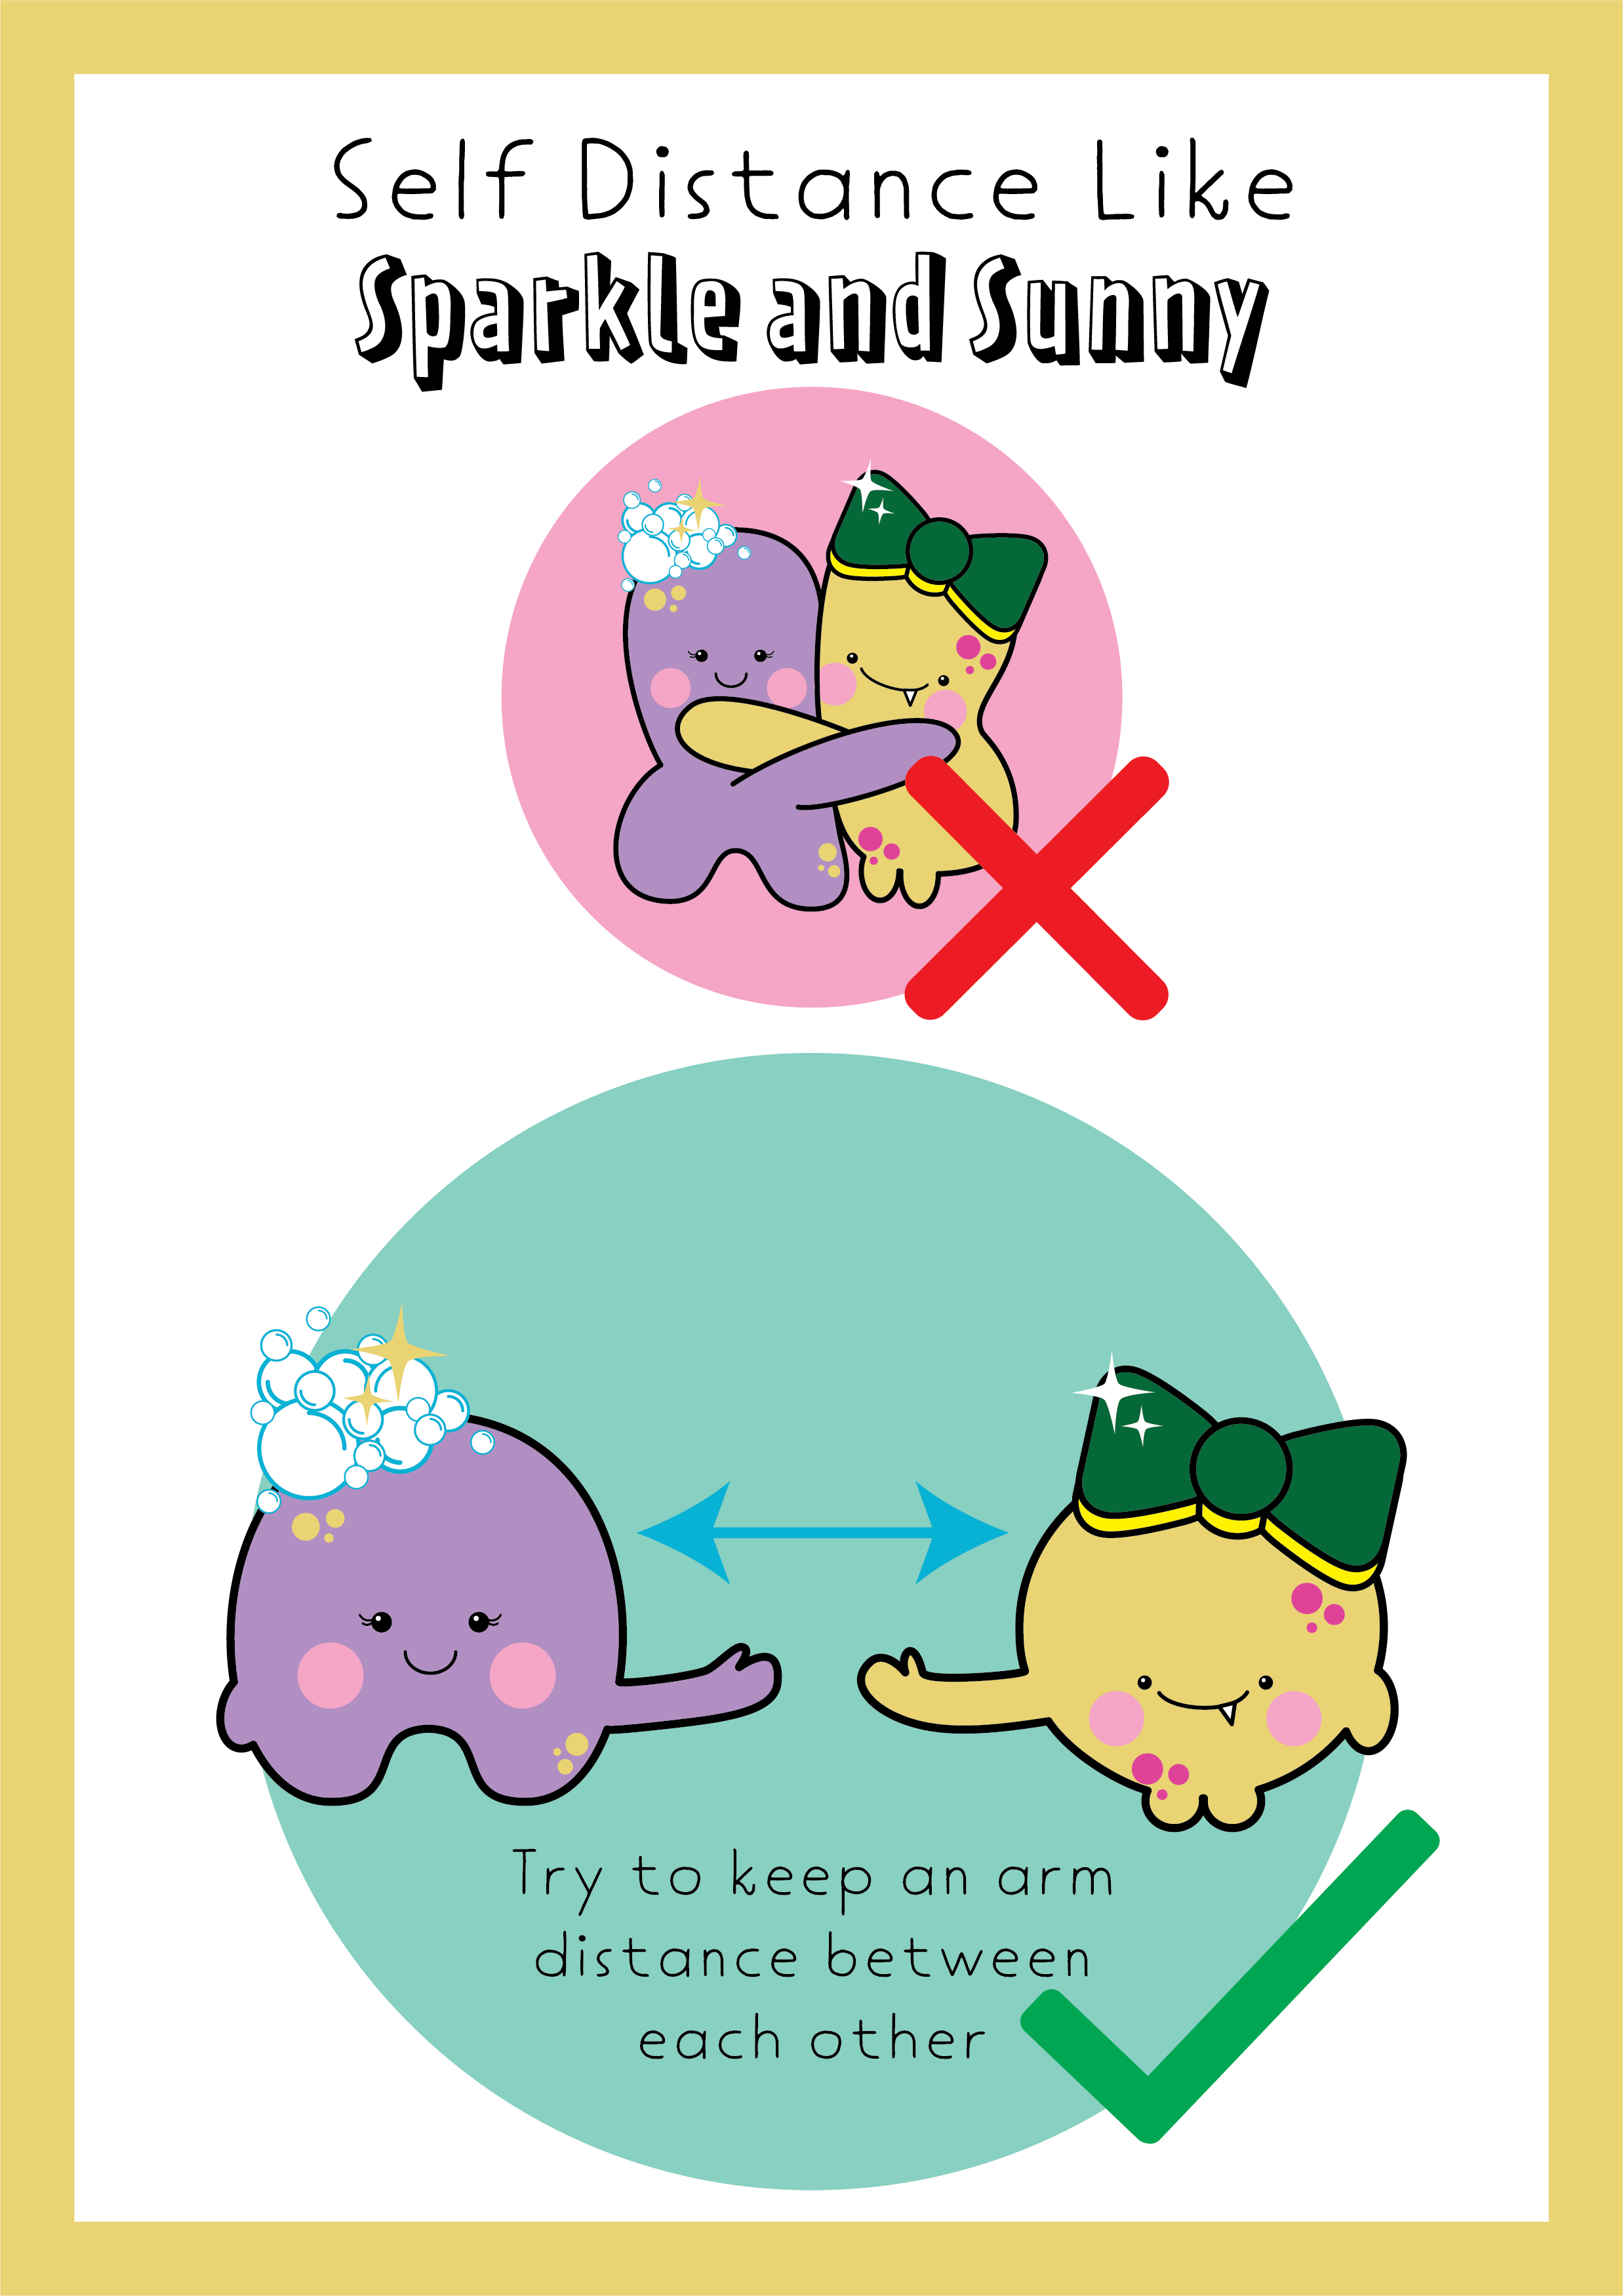 Self Distance Like
Sparkle and Sunny
Try to keep an arm
distance between
each other